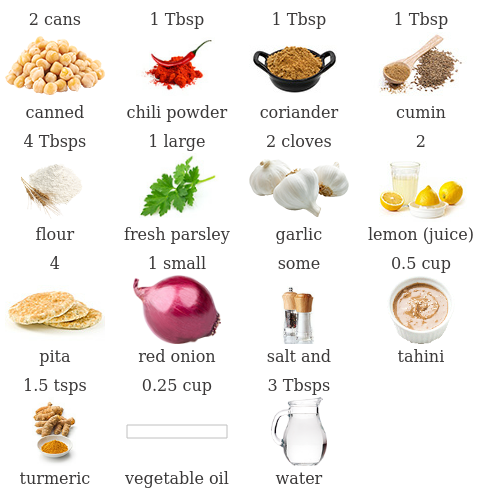 2 cans 1 Tbsp 1 Tbsp 1 Tbsp
canned chili powder coriander cumin
4 Tbsps 1 large 2 cloves 2
flour fresh parsley garlic lemon (juice)
4 1 small some 0.5 cup
pita red onion salt and tahini
1.5 tsps 0.25 cup 3 Tbsps
turmeric vegetable oil water